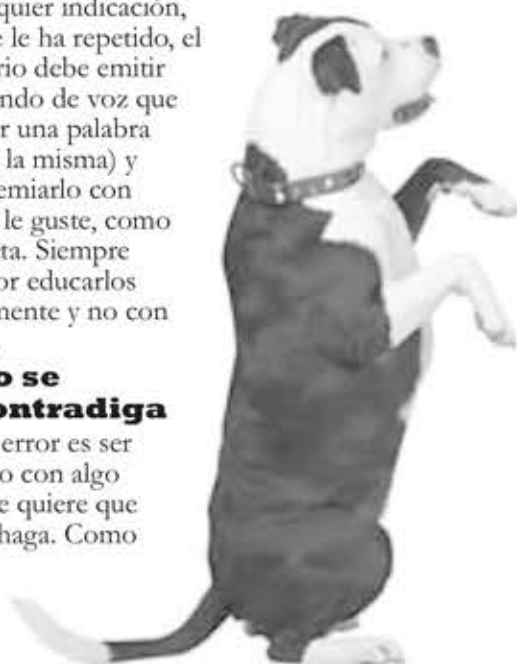 quier indicación,
le ha repetido, el
rio debe emitir
ndo de voz que
r una palabra
la misma) y
emiarlo con
le guste, como
ta. Siempre
or educarlos
nente y no con
o se
ontradiga
error es ser
o con algo
e quiere que
haga. Como